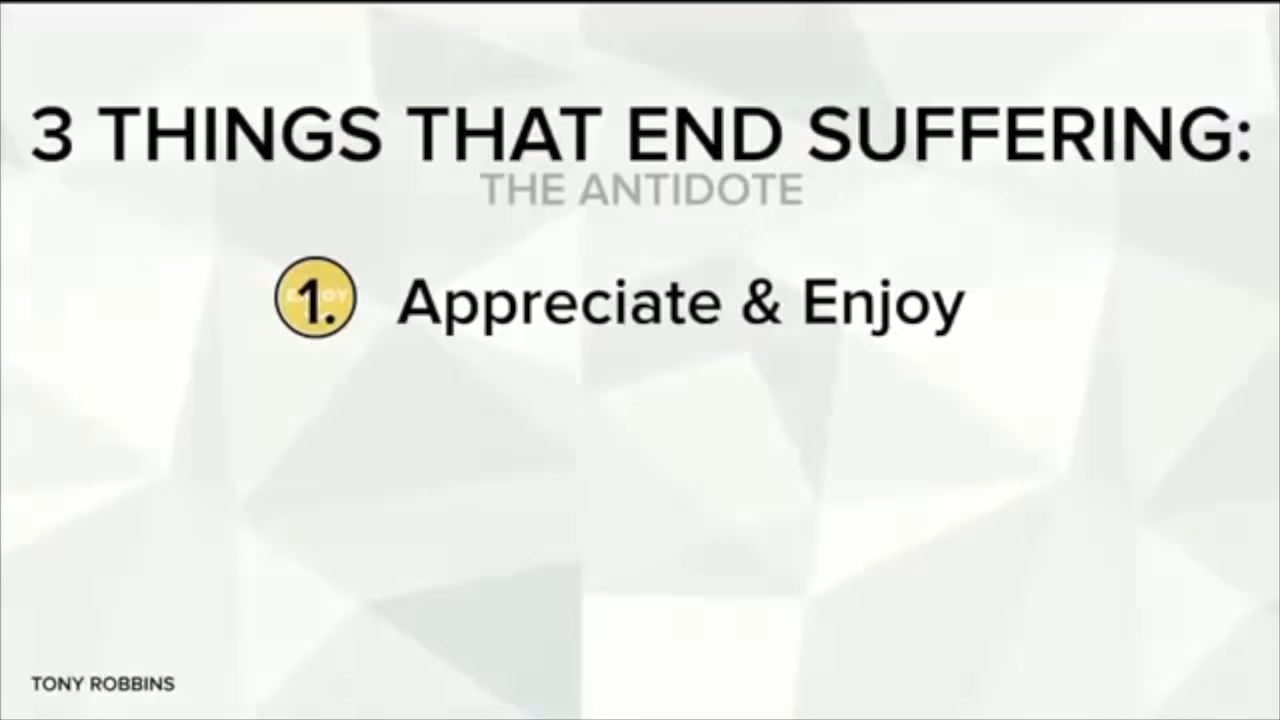 3 THINGS THAT END SUFFERING:
THE ANTIDOTE
1. Appreciate & Enjoy
TONY ROBBINS